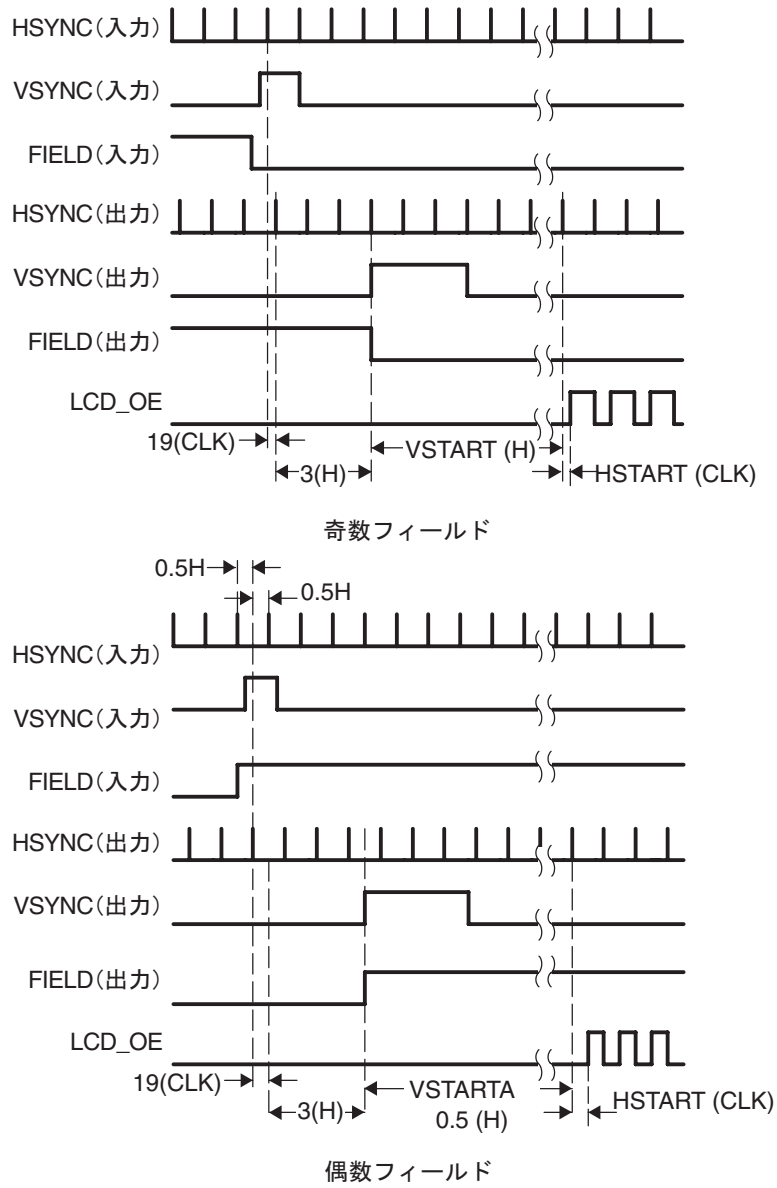 HSYNC(入力)
VSYNC(入力)
FIELD(入力)
HSYNC(出力)
VSYNC(出力)
FIELD(出力)
LCD_OE
19(CLK)
VSTART (H)
3(H)
HSTART (CLK)
奇数フィールド
0.5H
0.5H
HSYNC(入力)
VSYNC(入力)
FIELD(入力)
HSYNC(出力)
VSYNC(出力)
FIELD(出力)
LCD_OE
19(CLK)
VSTARTA
HSTART (CLK)
3(H)
0.5 (H)
偶数フィールド